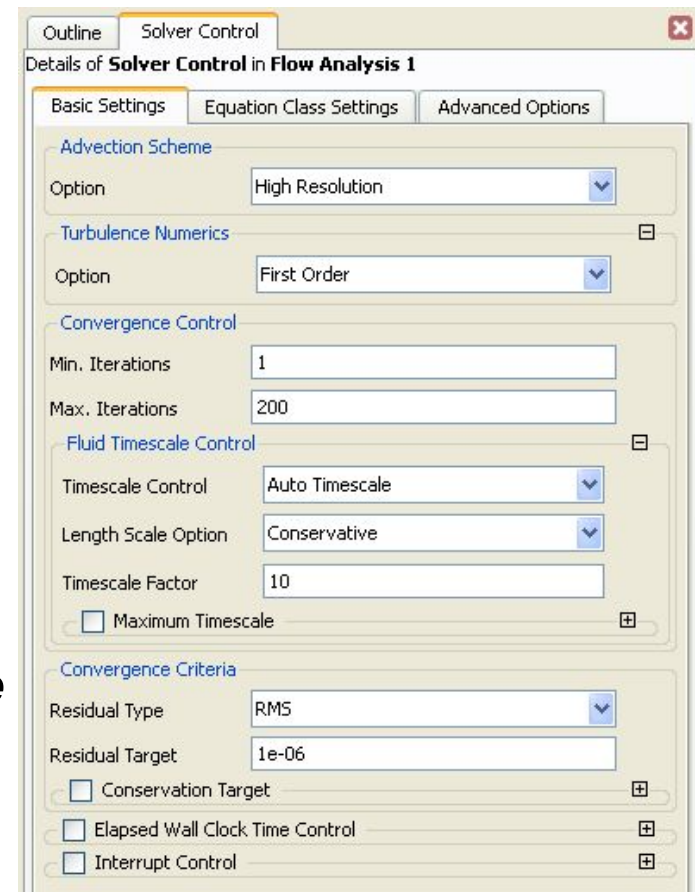 Outline Solver Control
Details of Solver Control in Flow Analysis 1
Basic Settings Equation Class Settings Advanced Options
Advection Scheme
Option High Resolution
Turbulence Numerics
Option First Order
Convergence Control
Min. Iterations 1
Max. Iterations 200
Fluid Timescale Control
Timescale Control Auto Timescale
Length Scale Option Conservative
Timescale Factor 10
Maximum Timescale
e
Convergence Criteria
Residual Type RMS
Residual Target 1e-06
Conservation Target
Elapsed Wall Clock Time Control
Interrupt Control